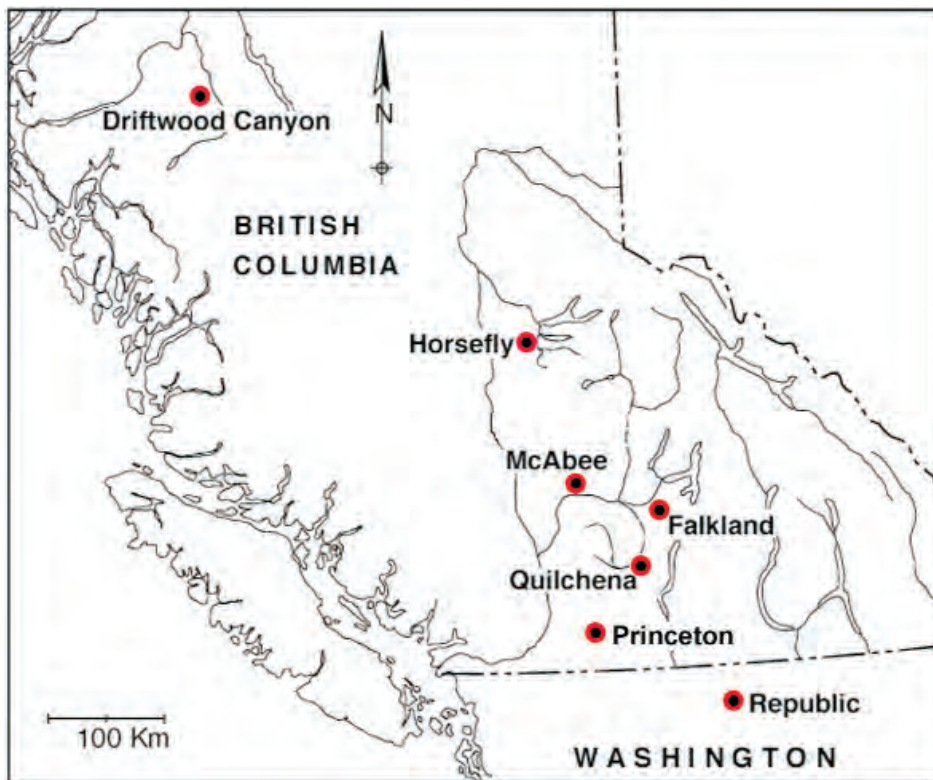 Driftwood Canyon
N
BRITISH
COLUMBIA
Horsefly
McAbee
Falkland
Quilchena
Princeton
Republic
100 Km
WASHINGTON